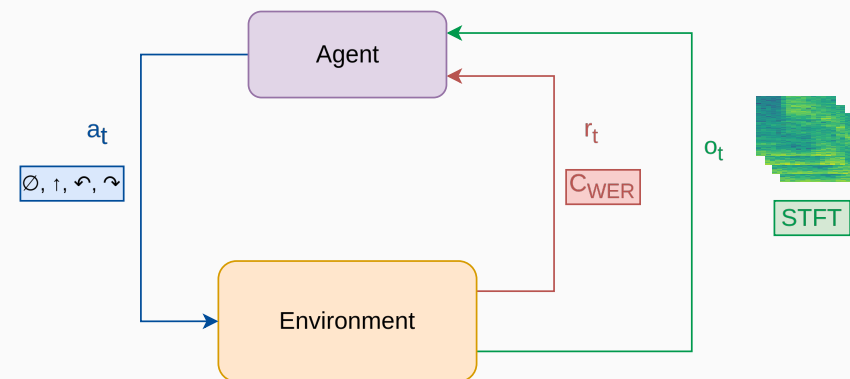 Agent
a_t
r_t
o_t
∅, ↑, ↶, ↷
C_WER
STFT
Environment